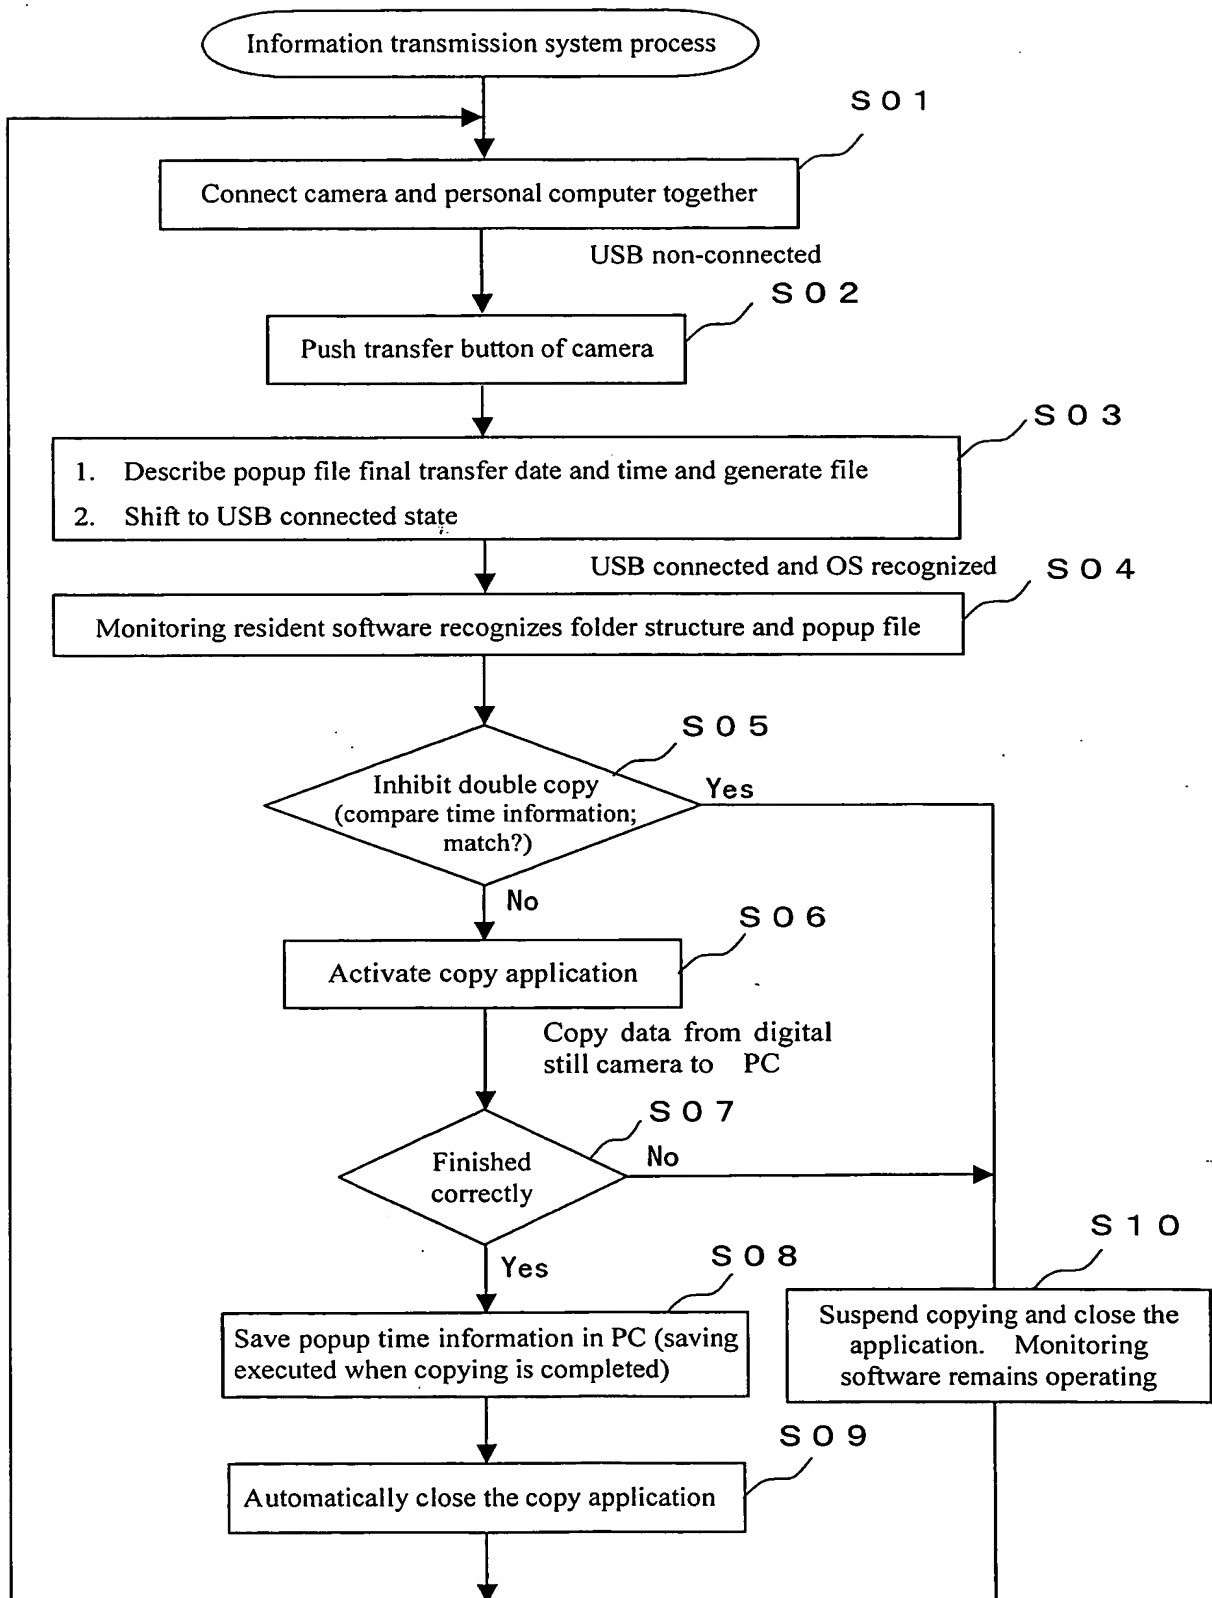 Information transmission system process
S01
Connect camera and personal computer together
USB non-connected
S02
Push transfer button of camera
S03
1. Describe popup file final transfer date and time and generate file
2. Shift to USB connected state
USB connected and OS recognized
S04
Monitoring resident software recognizes folder structure and popup file
S05
Inhibit double copy
(compare time information;
match?)
Yes
No
S06
Activate copy application
Copy data from digital
still camera to PC
S07
Finished
correctly
No
Yes
S08
Save popup time information in PC (saving
executed when copying is completed)
S10
Suspend copying and close the
application. Monitoring
software remains operating
S09
Automatically close the copy application